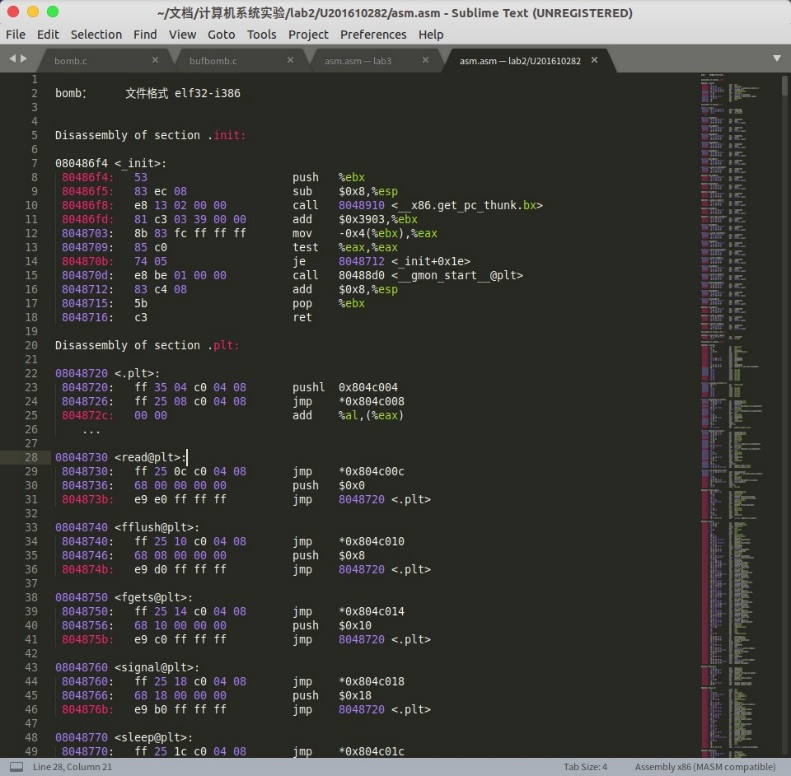 ~/文档/计算机系统实验/lab2/U201610282/asm.asm - Sublime Text (UNREGISTERED)
File Edit Selection Find View Goto Tools Project Preferences Help
bomb.c × bufbomb.c × asm.asm — lab3 × asm.asm — lab2/U201610282 ×
1
2 bomb: 文件格式 elf32-i386
3
4
5 Disassembly of section .init:
6
7 080486f4 <_init>:
8 80486f4: 53 push %ebx
9 80486f5: 83 ec 08 sub $0x8,%esp
10 80486f8: e8 13 02 00 00 call 8048910 <__x86.get_pc_thunk.bx>
11 80486fd: 81 c3 03 39 00 00 add $0x3903,%ebx
12 8048703: 8b 83 fc ff ff ff mov -0x4(%ebx),%eax
13 8048709: 85 c0 test %eax,%eax
14 804870b: 74 05 je 8048712 <_init+0x1e>
15 804870d: e8 be 01 00 00 call 80488d0 <__gmon_start__@plt>
16 8048712: 83 c4 08 add $0x8,%esp
17 8048715: 5b pop %ebx
18 8048716: c3 ret
19
20 Disassembly of section .plt:
21
22 08048720 <.plt>:
23 8048720: ff 35 04 c0 04 08 pushl 0x804c004
24 8048726: ff 25 08 c0 04 08 jmp *0x804c008
25 804872c: 00 00 add %al,(%eax)
26 ...
27
28 08048730 <read@plt>:
29 8048730: ff 25 0c c0 04 08 jmp *0x804c00c
30 8048736: 68 00 00 00 00 push $0x0
31 804873b: e9 e0 ff ff ff jmp 8048720 <.plt>
32
33 08048740 <fflush@plt>:
34 8048740: ff 25 10 c0 04 08 jmp *0x804c010
35 8048746: 68 08 00 00 00 push $0x8
36 804874b: e9 d0 ff ff ff jmp 8048720 <.plt>
37
38 08048750 <fgets@plt>:
39 8048750: ff 25 14 c0 04 08 jmp *0x804c014
40 8048756: 68 10 00 00 00 push $0x10
41 804875b: e9 c0 ff ff ff jmp 8048720 <.plt>
42
43 08048760 <signal@plt>:
44 8048760: ff 25 18 c0 04 08 jmp *0x804c018
45 8048766: 68 18 00 00 00 push $0x18
46 804876b: e9 b0 ff ff ff jmp 8048720 <.plt>
47
48 08048770 <sleep@plt>:
49 8048770: ff 25 1c c0 04 08 jmp *0x804c01c
Line 28, Column 21 Tab Size: 4 Assembly x86 (MASM compatible)